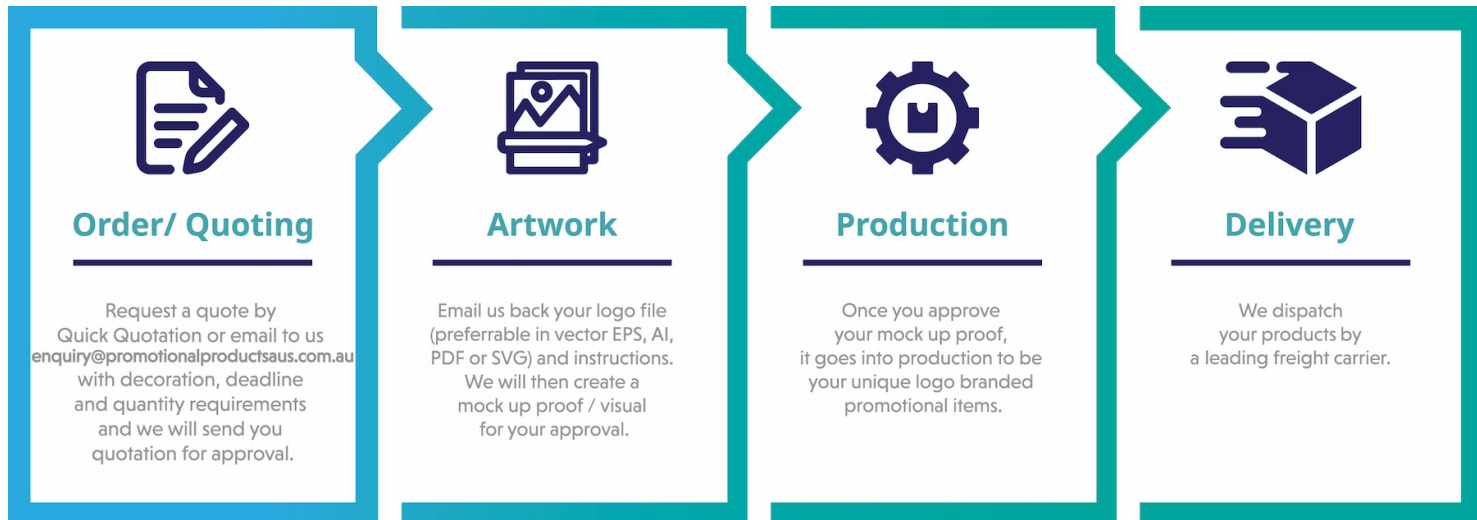 Order/ Quoting
Request a quote by
Quick Quotation or email to us
enquiry@promotionalproductsaus.com.au
with decoration, deadline
and quantity requirements
and we will send you
quotation for approval.
Artwork
Email us back your logo file
(preferrable in vector EPS, AI,
PDF or SVG) and instructions.
We will then create a
mock up proof / visual
for your approval.
Production
Once you approve
your mock up proof,
it goes into production to be
your unique logo branded
promotional items.
Delivery
We dispatch
your products by
a leading freight carrier.